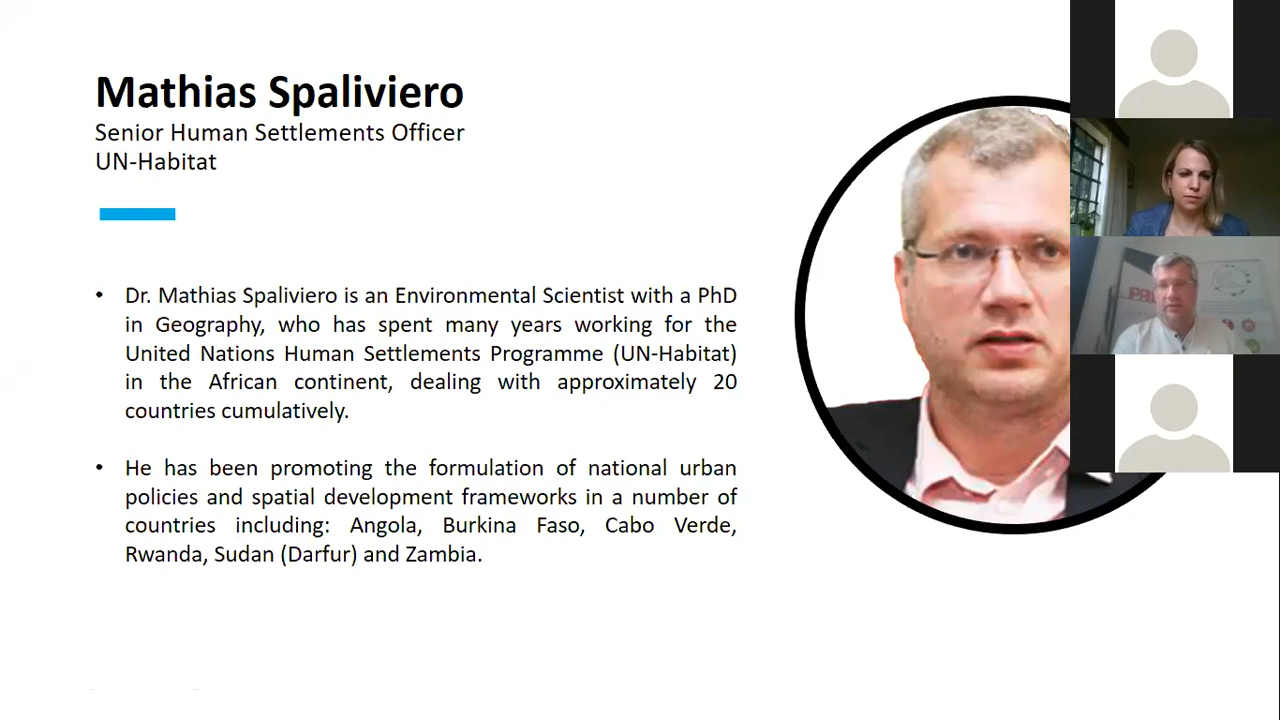 Mathias Spaliviero
Senior Human Settlements Officer
UN-Habitat
• Dr. Mathias Spaliviero is an Environmental Scientist with a PhD
in Geography, who has spent many years working for the
United Nations Human Settlements Programme (UN-Habitat)
in the African continent, dealing with approximately 20
countries cumulatively.
• He has been promoting the formulation of national urban
policies and spatial development frameworks in a number of
countries including: Angola, Burkina Faso, Cabo Verde,
Rwanda, Sudan (Darfur) and Zambia.